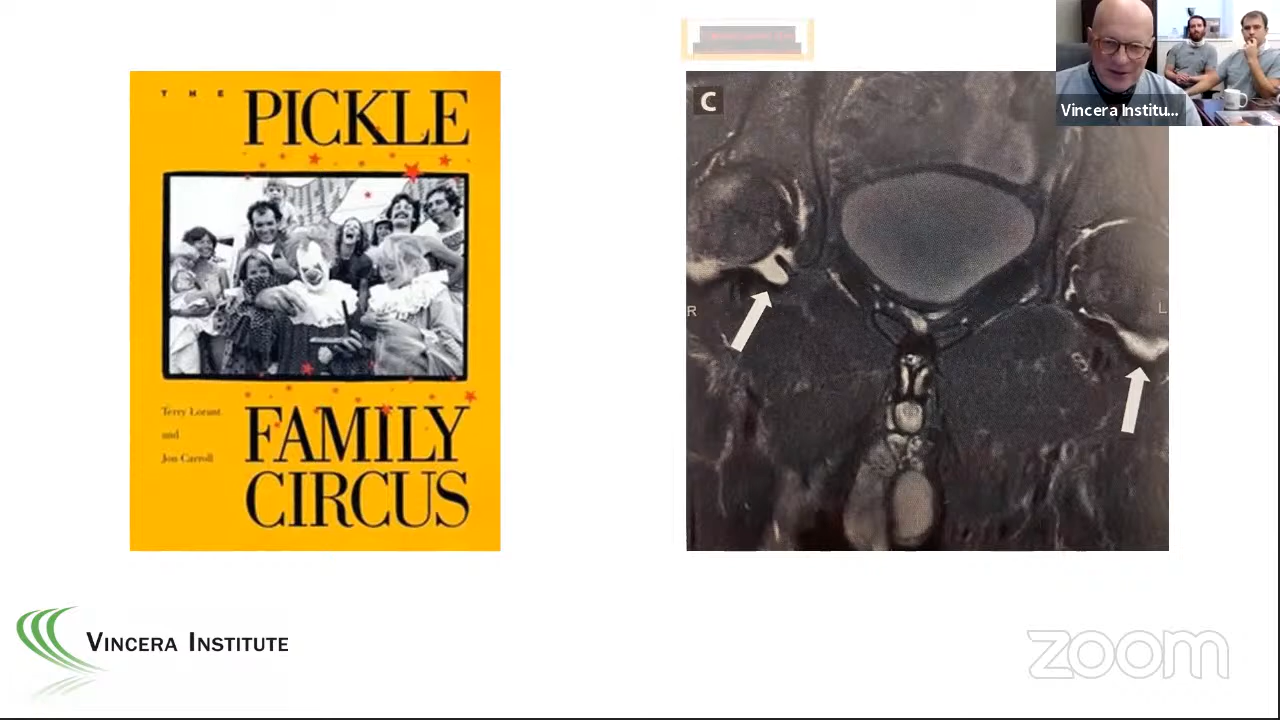 THE
PICKLE
FAMILY
CIRCUS
Terry Lorant
and
Jon Carroll
C
R
L
Vincera Institu...
VINCERA INSTITUTE
zoom